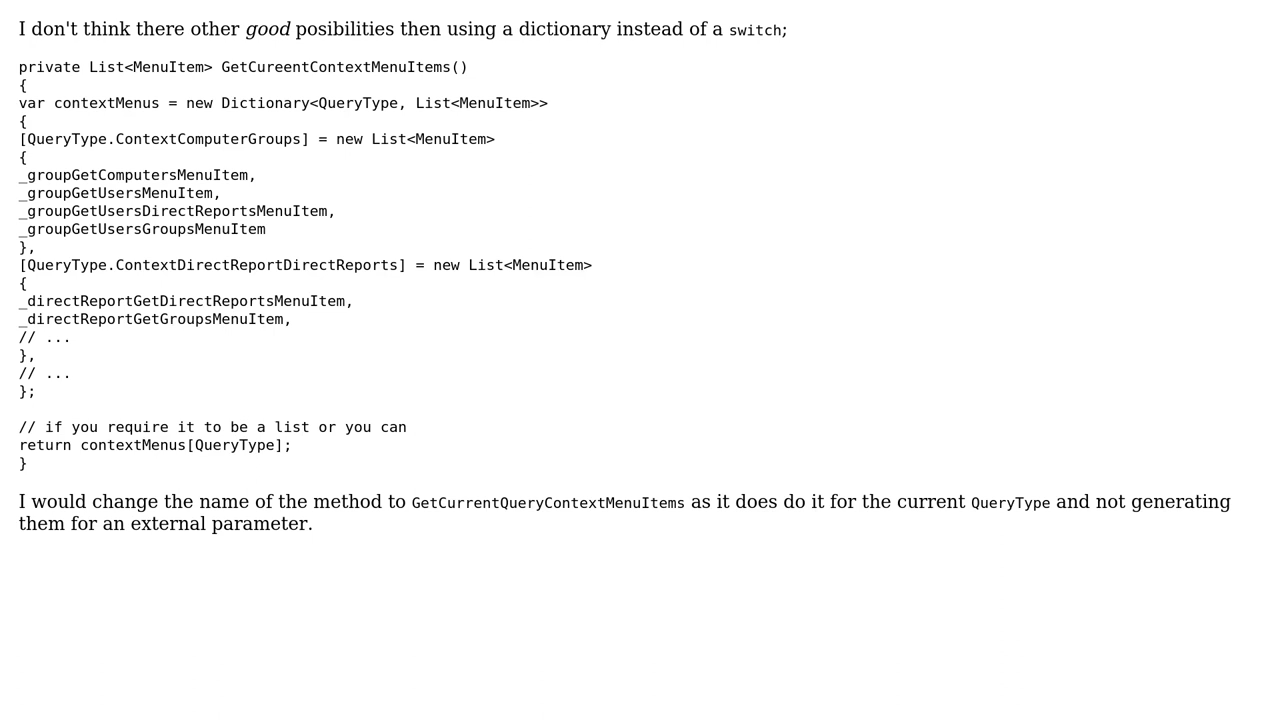 I don't think there other good posibilities then using a dictionary instead of a switch;
private List<MenuItem> GetCureentContextMenuItems()
{
var contextMenus = new Dictionary<QueryType, List<MenuItem>>
{
[QueryType.ContextComputerGroups] = new List<MenuItem>
{
_groupGetComputersMenuItem,
_groupGetUsersMenuItem,
_groupGetUsersDirectReportsMenuItem,
_groupGetUsersGroupsMenuItem
},
[QueryType.ContextDirectReportDirectReports] = new List<MenuItem>
{
_directReportGetDirectReportsMenuItem,
_directReportGetGroupsMenuItem,
// ...
},
// ...
};
// if you require it to be a list or you can
return contextMenus[QueryType];
}
I would change the name of the method to GetCurrentQueryContextMenuItems as it does do it for the current QueryType and not generating
them for an external parameter.